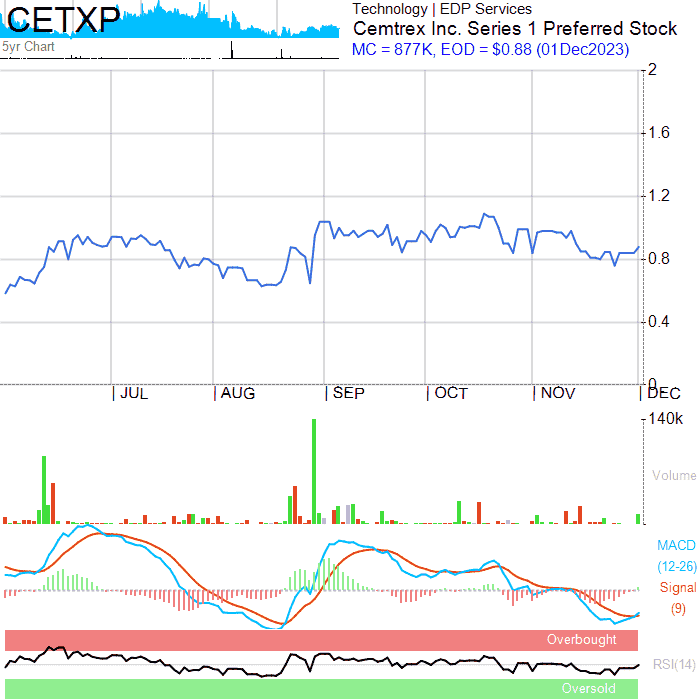 CETXP
5yr Chart
Technology | EDP Services
Cemtrex Inc. Series 1 Preferred Stock
MC = 877K, EOD = $0.88 (01Dec2023)
2
1.6
1.2
0.8
0.4
0
JUL AUG SEP OCT NOV DEC
140k
Volume
MACD
(12-26)
Signal
(9)
Overbought
RSI(14)
Oversold